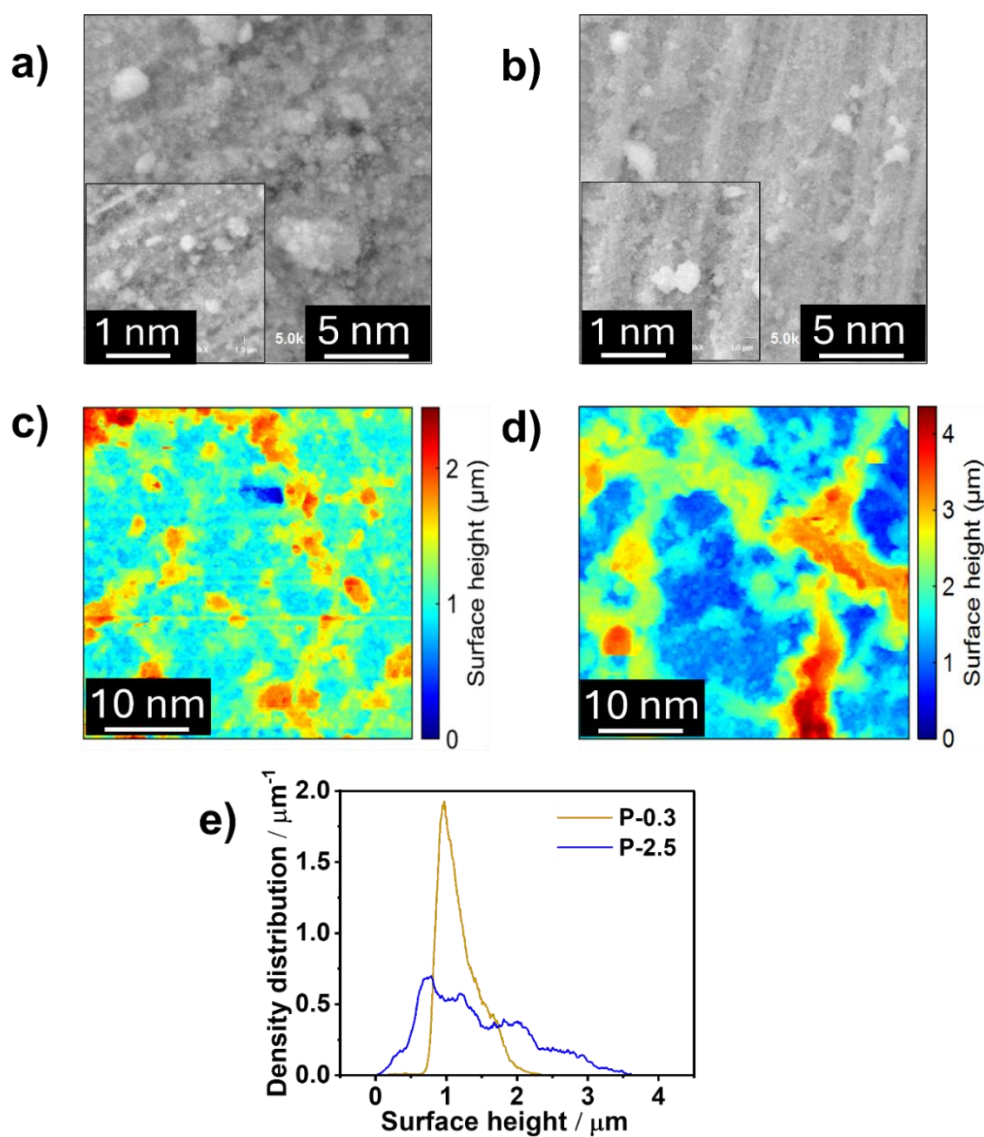 a)
1 nm
5.0k
5 nm
b)
1 nm
5.0k
5 nm
c)
10 nm
2
1
0
Surface height (μm)
d)
10 nm
4
3
2
1
0
Surface height (μm)
e)
Density distribution / μm⁻¹
2.0
1.5
1.0
0.5
0.0
P-0.3
P-2.5
0 1 2 3 4
Surface height / μm